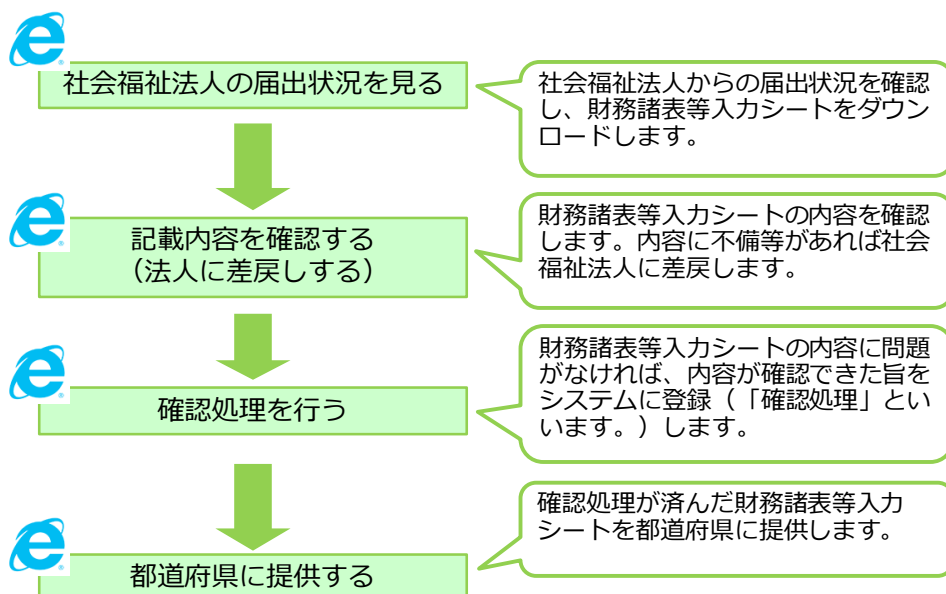 社会福祉法人の届出状況を見る
社会福祉法人からの届出状況を確認
し、財務諸表等入力シートをダウン
ロードします。
記載内容を確認する
（法人に差戻しする）
財務諸表等入力シートの内容を確認
します。内容に不備等があれば社会
福祉法人に差戻します。
確認処理を行う
財務諸表等入力シートの内容に問題
がなければ、内容が確認できた旨を
システムに登録（「確認処理」とい
います。）します。
都道府県に提供する
確認処理が済んだ財務諸表等入力
シートを都道府県に提供します。